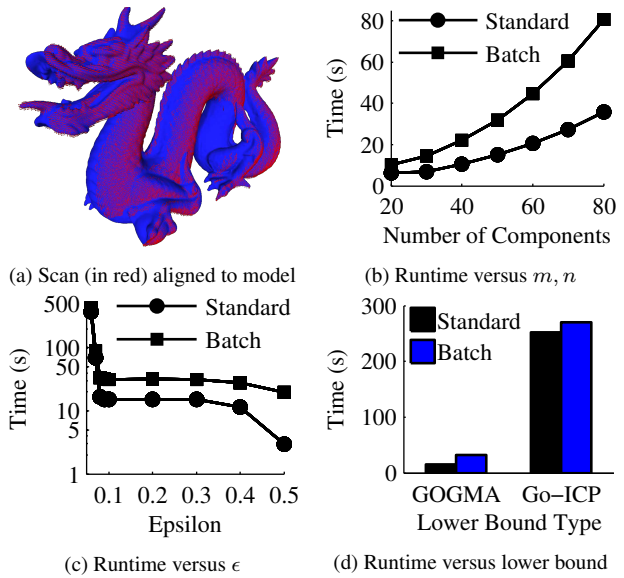 (a) Scan (in red) aligned to model
80
60
40
20
0
Time (s)
Standard
Batch
20 40 60 80
Number of Components
(b) Runtime versus m, n
500
100
50
10
5
1
Time (s)
Standard
Batch
0.1 0.2 0.3 0.4 0.5
Epsilon
(c) Runtime versus ϵ
300
200
100
0
Time (s)
Standard
Batch
GOGMA Go−ICP
Lower Bound Type
(d) Runtime versus lower bound